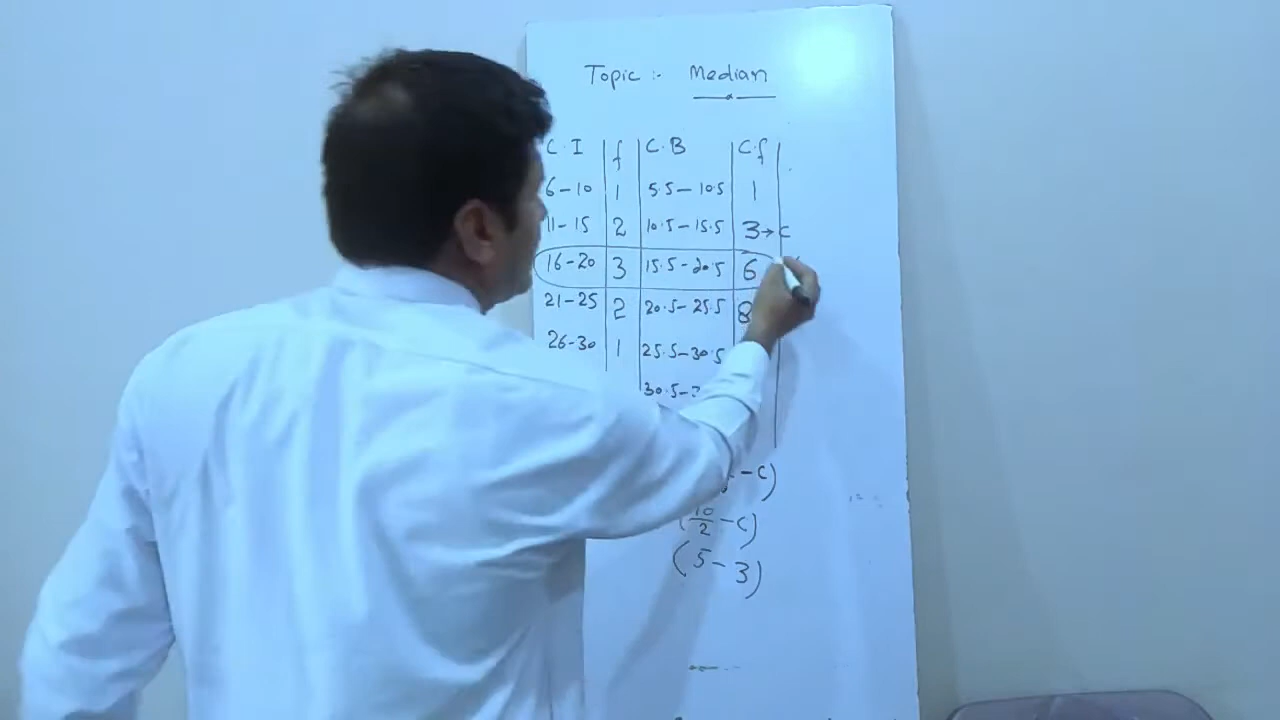 Topic :- Median
C.I f C.B C.f
6-10 1 5.5-10.5 1
11-15 2 10.5-15.5 3→c
16-20 3 15.5-20.5 6
21-25 2 20.5-25.5 8
26-30 1 25.5-30.5
30.5-
-c)
(10/2 -c)
(5-3)